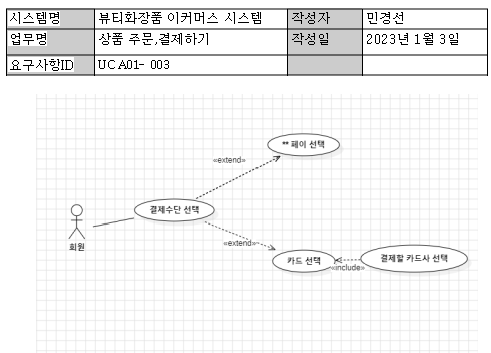 시스템명 뷰티화장품 이커머스 시스템 작성자 민경선
업무명 상품 주문,결제하기 작성일 2023년 1월 3일
요구사항ID UCA01- 003
** 페이 선택
«extend»
결제수단 선택
회원
«extend»
카드 선택
결제할 카드사 선택
«include»